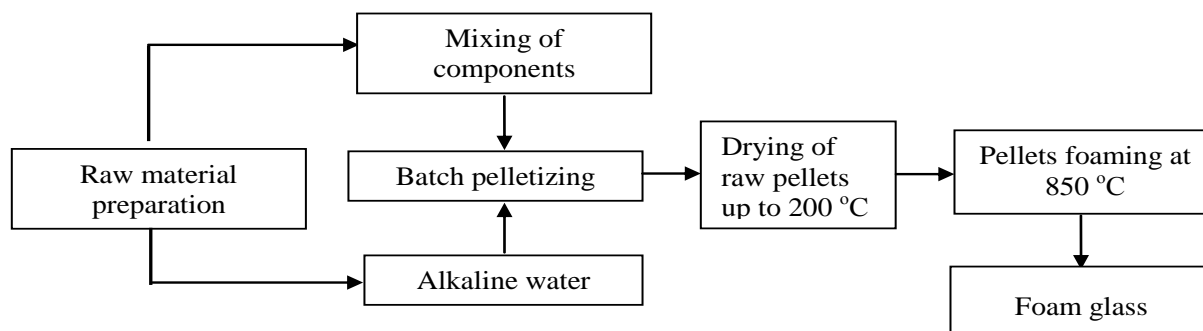 Mixing of
components
Raw material
preparation
Batch pelletizing
Alkaline water
Drying of
raw pellets
up to 200 °C
Pellets foaming at
850 °C
Foam glass